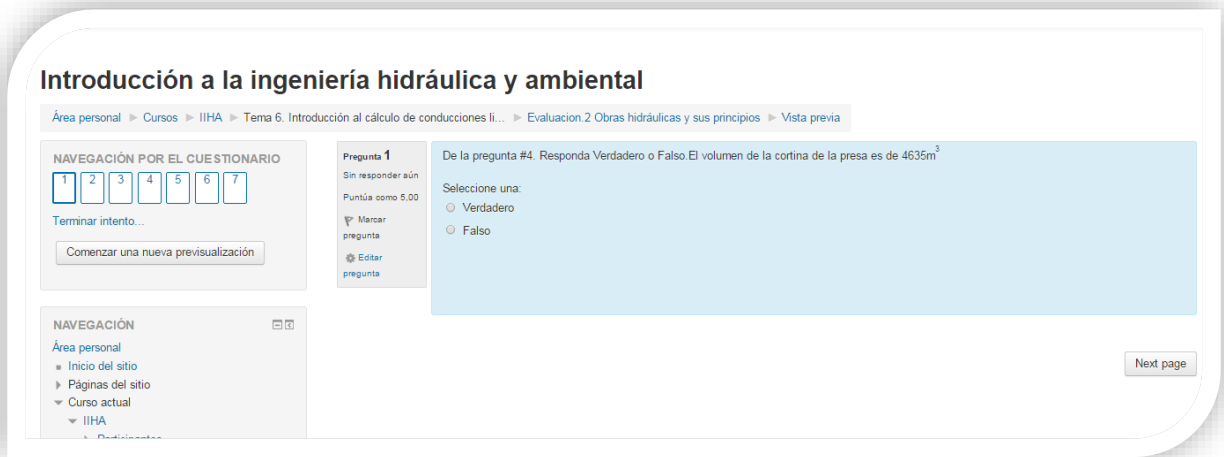 Introducción a la ingeniería hidráulica y ambiental
Área personal ▶ Cursos ▶ IIHA ▶ Tema 6. Introducción al cálculo de conducciones li... ▶ Evaluacion.2 Obras hidráulicas y sus principios ▶ Vista previa
NAVEGACIÓN POR EL CUESTIONARIO
1 2 3 4 5 6 7
Terminar intento...
Comenzar una nueva previsualización
Pregunta 1
Sin responder aún
Puntúa como 5,00
Marcar
pregunta
Editar
pregunta
De la pregunta #4. Responda Verdadero o Falso.El volumen de la cortina de la presa es de 4635m³
Seleccione una:
Verdadero
Falso
Next page
NAVEGACIÓN
Área personal
Inicio del sitio
Páginas del sitio
Curso actual
IIHA
Participantes